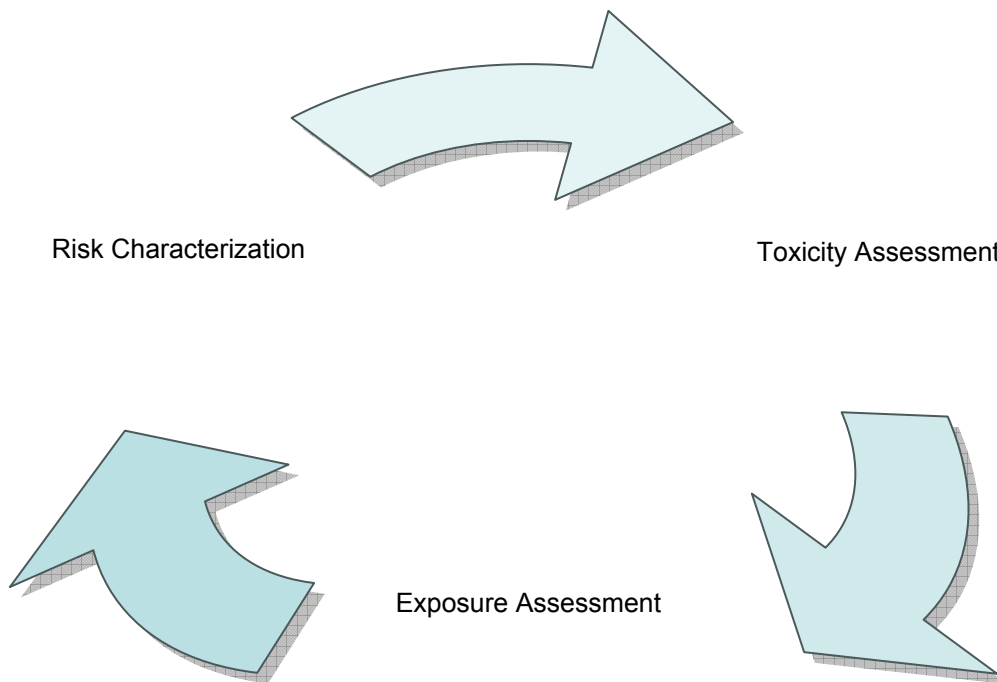 Risk Characterization
Toxicity Assessment
Exposure Assessment